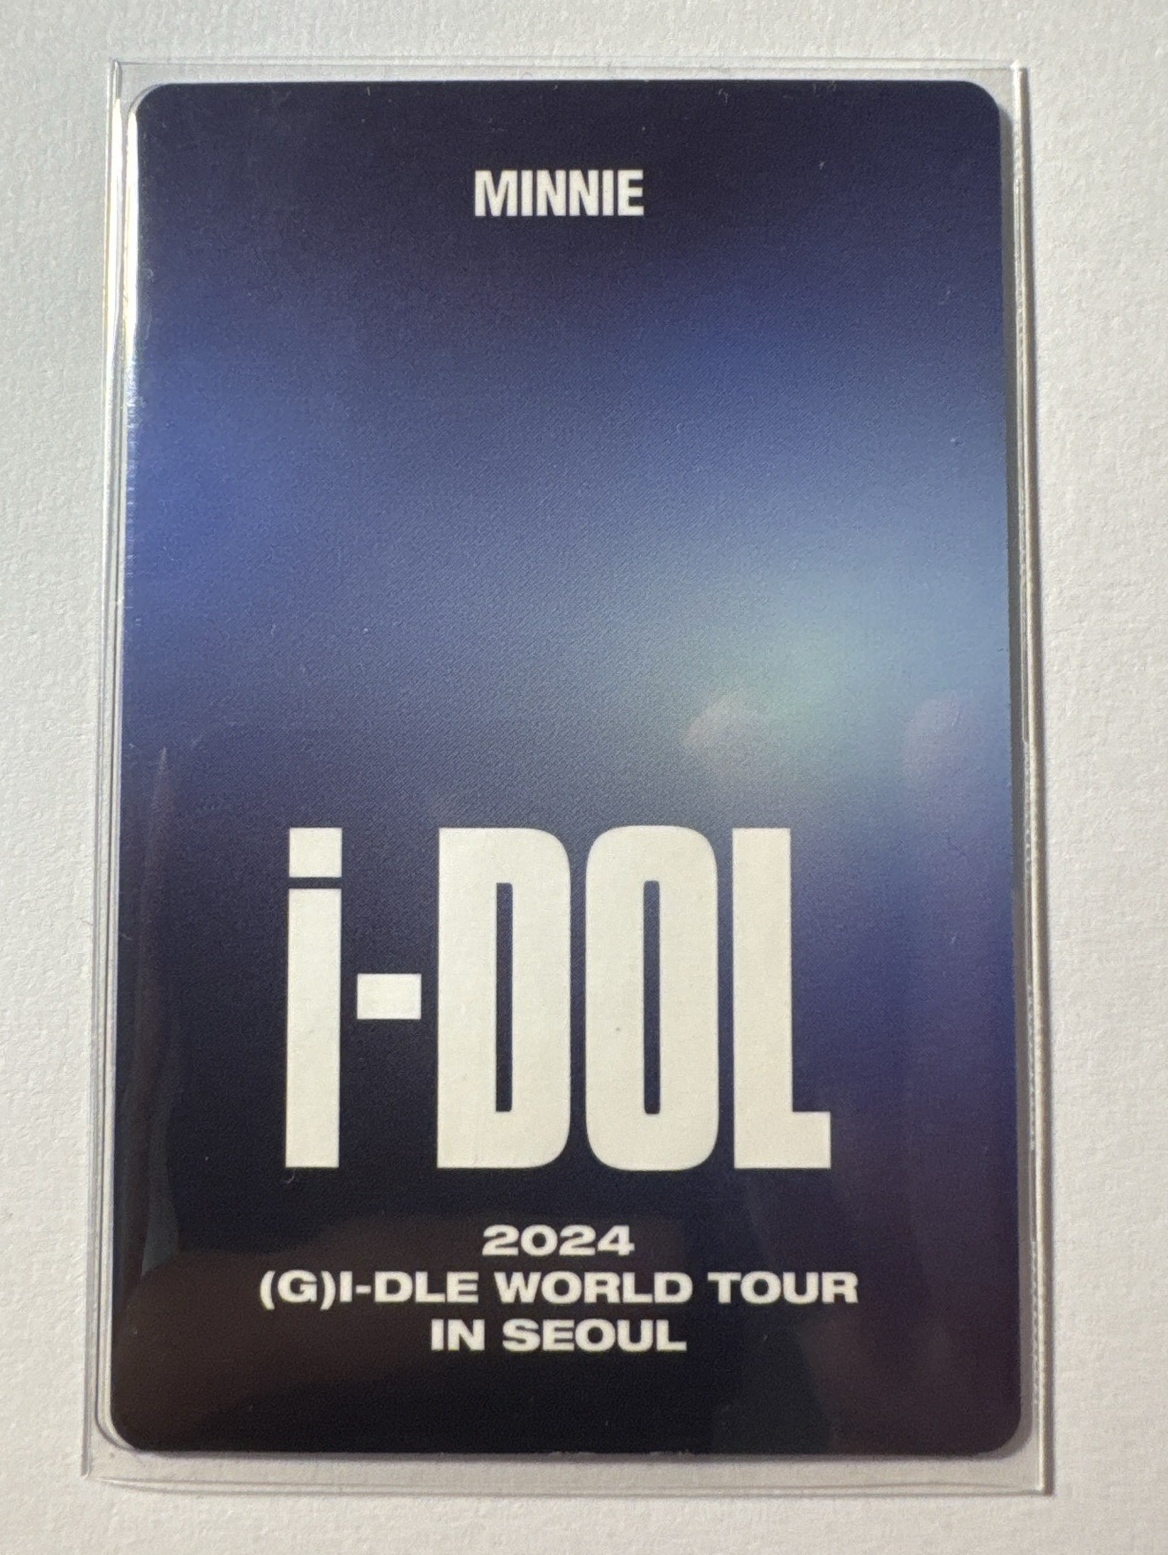 MINNIE
i-DOL
2024
(G)I-DLE WORLD TOUR
IN SEOUL